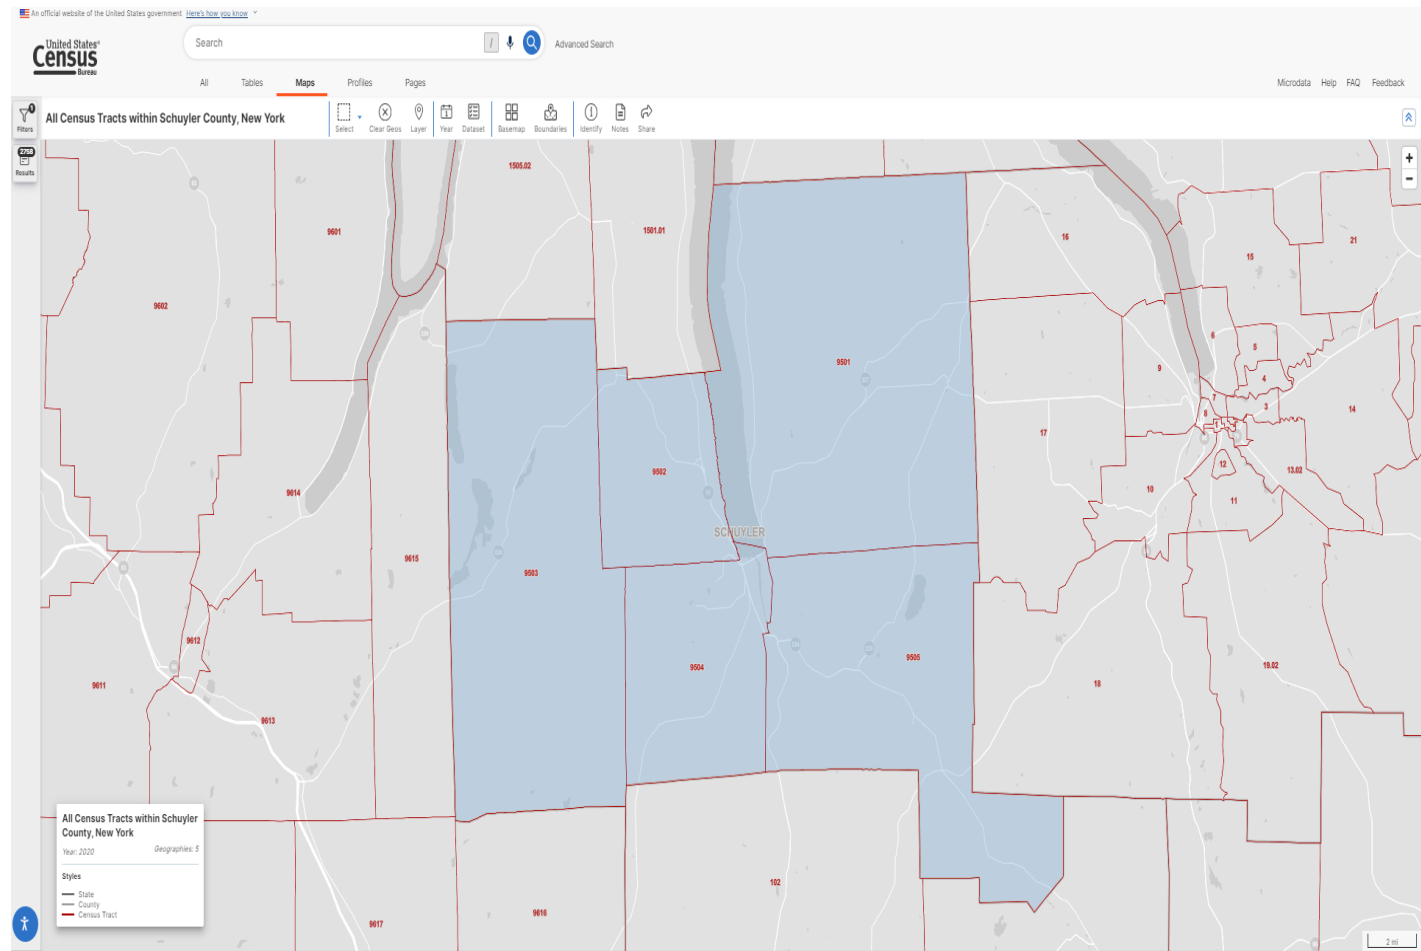 An official website of the United States government Here's how you know
United States®
Census
Bureau
Search
/
Advanced Search
All Tables Maps Profiles Pages
Microdata Help FAQ Feedback
1
Filters
All Census Tracts within Schuyler County, New York
Select Clear Geos Layer Year Dataset Basemap Boundaries Identify Notes Share
2758
Results
+
−
1505.02
9601
1501.01
16
21
15
9602
6
5
9501
9
4
7
3
14
8
1
17
9502
12
13.02
9614
10
11
SCHUYLER
9615
9503
9612
9504
9505
19.02
9611
18
9613
102
9616
9617
All Census Tracts within Schuyler
County, New York
Year: 2020 Geographies: 5
Styles
State
County
Census Tract
2 mi